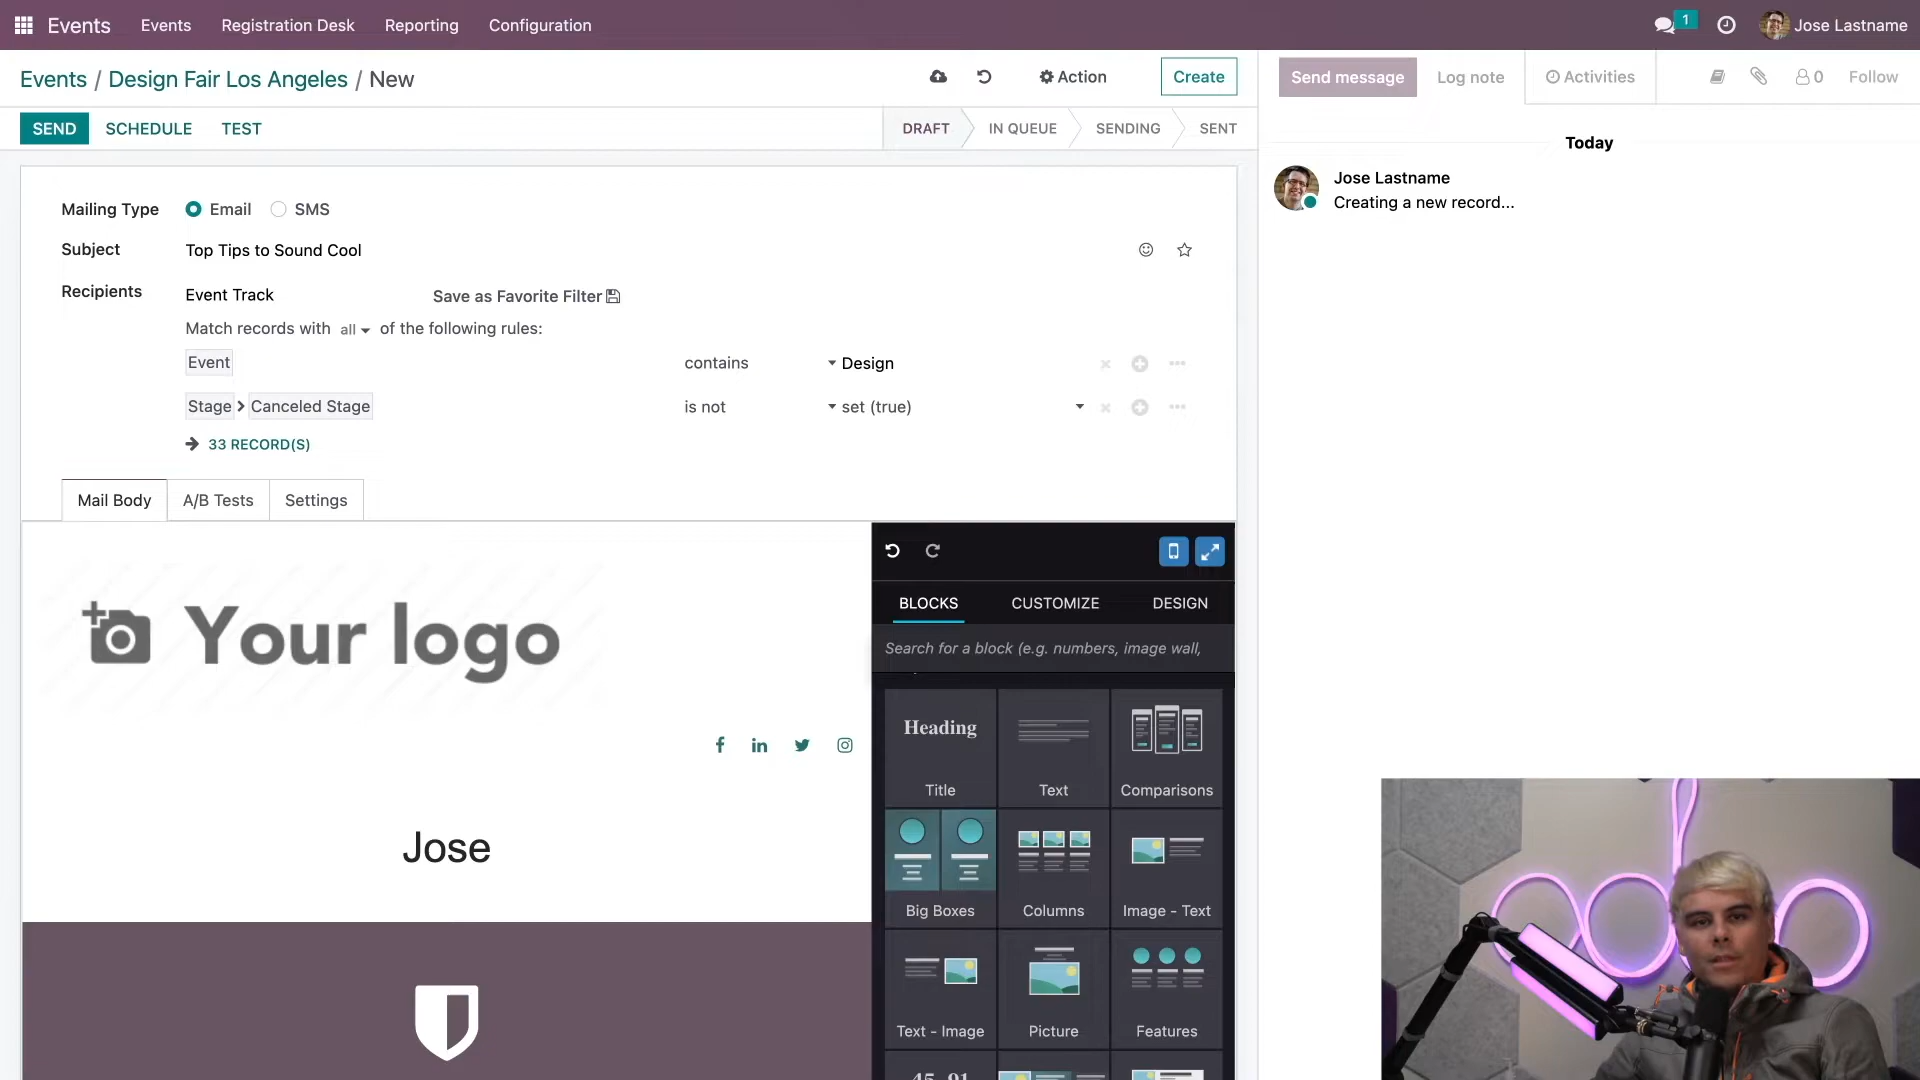 Events Events Registration Desk Reporting Configuration 1 Jose Lastname
Events / Design Fair Los Angeles / New Action Create Send message Log note Activities 0 Follow
SEND SCHEDULE TEST DRAFT IN QUEUE SENDING SENT
Today
Jose Lastname
Creating a new record...
Mailing Type Email SMS
Subject Top Tips to Sound Cool
Recipients Event Track Save as Favorite Filter
Match records with all of the following rules:
Event contains Design
Stage Canceled Stage is not set (true)
33 RECORD(S)
Mail Body A/B Tests Settings
BLOCKS CUSTOMIZE DESIGN
Search for a block (e.g. numbers, image wall,
Your logo
Jose
Heading
Title Text Comparisons
Big Boxes Columns Image - Text
Text - Image Picture Features